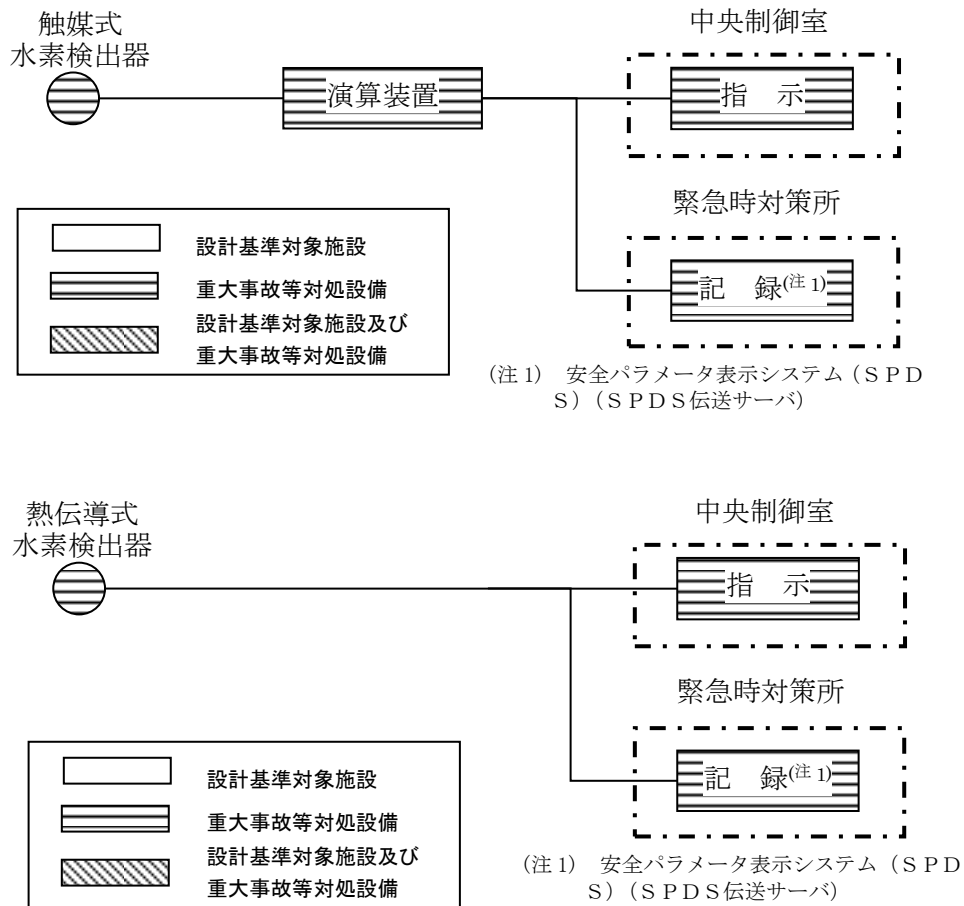 触媒式
水素検出器
演算装置
中央制御室
指　示
緊急時対策所
記　録(注1)
設計基準対象施設
重大事故等対処設備
設計基準対象施設及び
重大事故等対処設備
(注1)　安全パラメータ表示システム（ＳＰＤ
Ｓ）（ＳＰＤＳ伝送サーバ）
熱伝導式
水素検出器
中央制御室
指　示
緊急時対策所
記　録(注1)
設計基準対象施設
重大事故等対処設備
設計基準対象施設及び
重大事故等対処設備
(注1)　安全パラメータ表示システム（ＳＰＤ
Ｓ）（ＳＰＤＳ伝送サーバ）